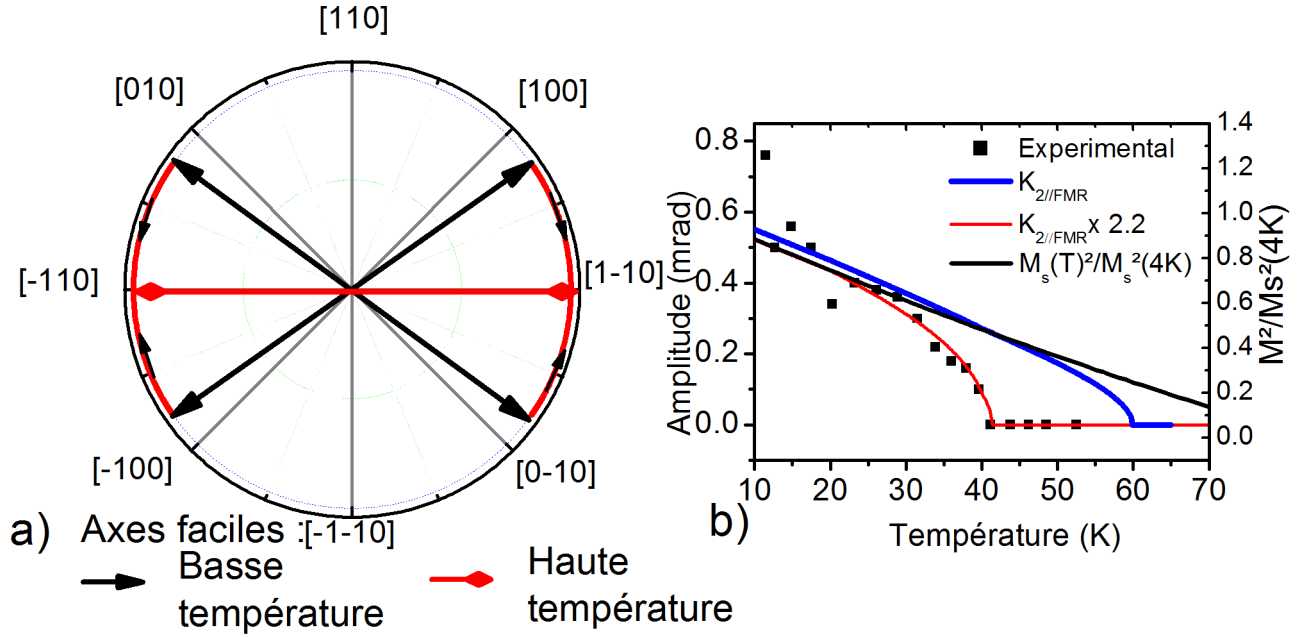 [110]
[010]
[100]
[-110]
[1-10]
[-100]
[0-10]
[-1-10]
a) Axes faciles :
Basse
température
Haute
température
Experimental
K2//FMR
K2//FMR x 2.2
Ms(T)²/Ms²(4K)
Amplitude (mrad)
0.8
0.6
0.4
0.2
0.0
M²/Ms²(4K)
1.4
1.2
1.0
0.8
0.6
0.4
0.2
0.0
10 20 30 40 50 60 70
b) Température (K)